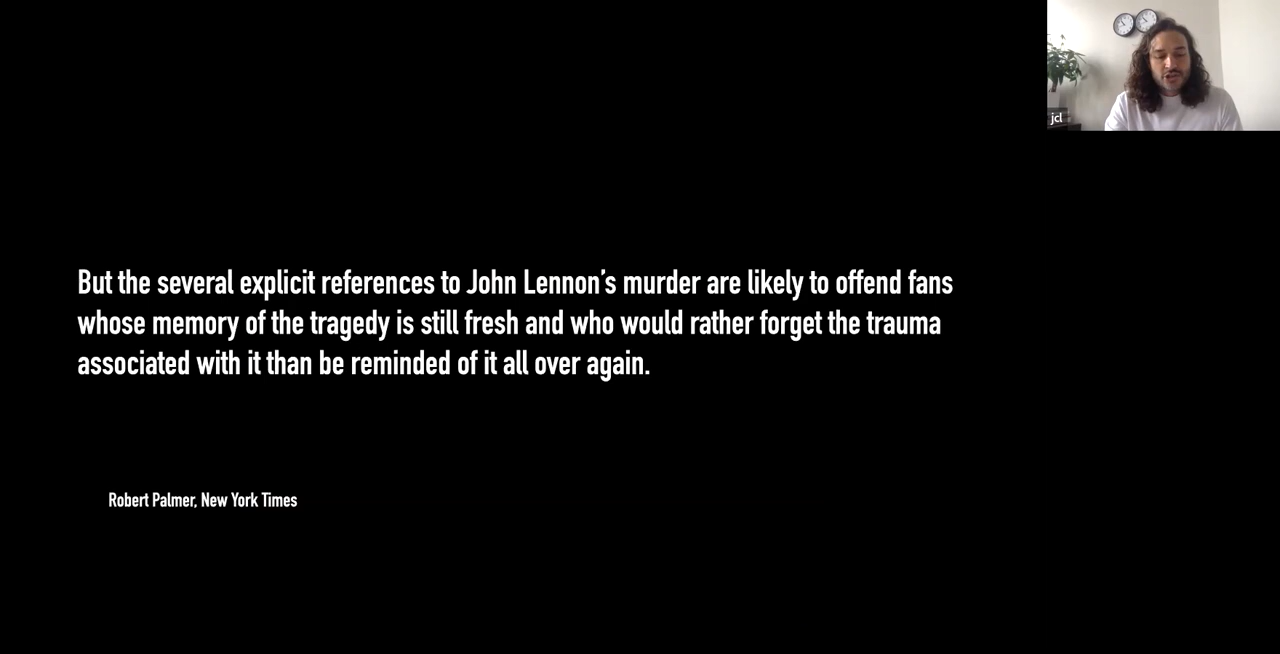 jcl
But the several explicit references to John Lennon’s murder are likely to offend fans
whose memory of the tragedy is still fresh and who would rather forget the trauma
associated with it than be reminded of it all over again.
Robert Palmer, New York Times